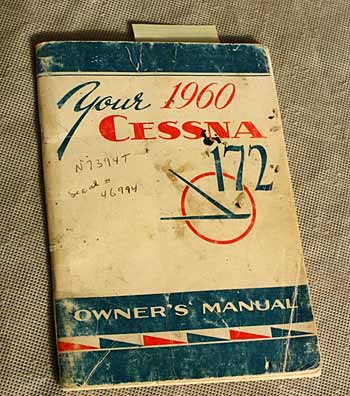 Your 1960
CESSNA
172
N7394T
Serial #
46994
OWNER'S MANUAL